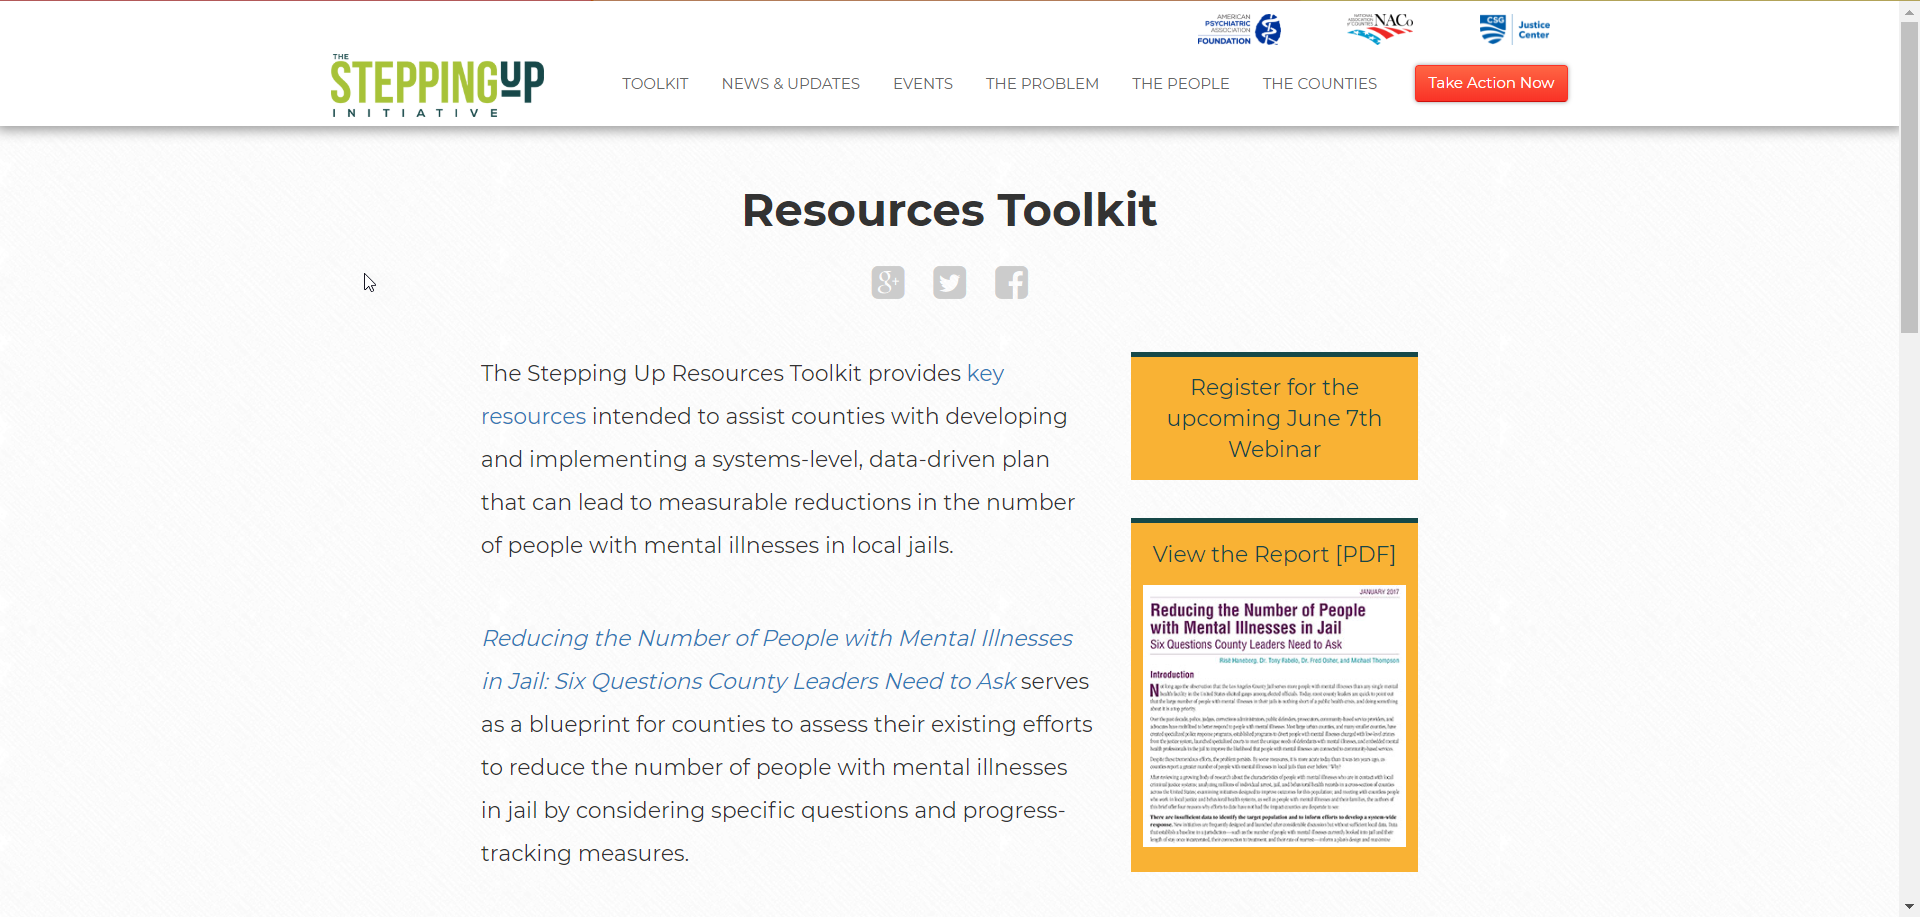 AMERICAN
PSYCHIATRIC
ASSOCIATION
FOUNDATION
NATIONAL
ASSOCIATION
of COUNTIES
NACo
CSG
Justice
Center
THE
STEPPINGUP
INITIATIVE
TOOLKIT
NEWS & UPDATES
EVENTS
THE PROBLEM
THE PEOPLE
THE COUNTIES
Take Action Now
Resources Toolkit
The Stepping Up Resources Toolkit provides key
resources intended to assist counties with developing
and implementing a systems-level, data-driven plan
that can lead to measurable reductions in the number
of people with mental illnesses in local jails.
Reducing the Number of People with Mental Illnesses
in Jail: Six Questions County Leaders Need to Ask serves
as a blueprint for counties to assess their existing efforts
to reduce the number of people with mental illnesses
in jail by considering specific questions and progress-
tracking measures.
Register for the
upcoming June 7th
Webinar
View the Report [PDF]
JANUARY 2017
Reducing the Number of People
with Mental Illnesses in Jail
Six Questions County Leaders Need to Ask
Risë Haneberg, Dr. Tony Fabelo, Dr. Fred Osher, and Michael Thompson
Introduction